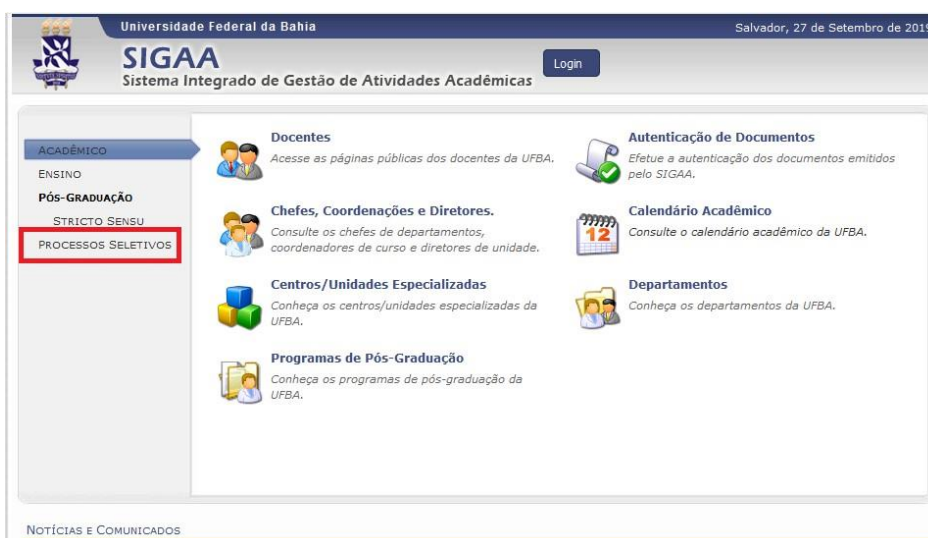 Universidade Federal da Bahia
Salvador, 27 de Setembro de 2019
SIGAA
Sistema Integrado de Gestão de Atividades Acadêmicas
Login
ACADÊMICO
ENSINO
PÓS-GRADUAÇÃO
STRICTO SENSU
PROCESSOS SELETIVOS
Docentes
Acesse as páginas públicas dos docentes da UFBA.
Autenticação de Documentos
Efetue a autenticação dos documentos emitidos
pelo SIGAA.
Chefes, Coordenações e Diretores.
Consulte os chefes de departamentos,
coordenadores de curso e diretores de unidade.
12
Calendário Acadêmico
Consulte o calendário acadêmico da UFBA.
Centros/Unidades Especializadas
Conheça os centros/unidades especializadas da
UFBA.
Departamentos
Conheça os departamentos da UFBA.
Programas de Pós-Graduação
Conheça os programas de pós-graduação da
UFBA.
NOTÍCIAS E COMUNICADOS